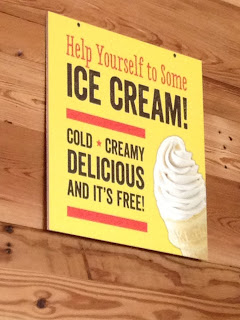 Help Yourself to Some
ICE CREAM!
COLD ★ CREAMY
DELICIOUS
AND IT'S FREE!